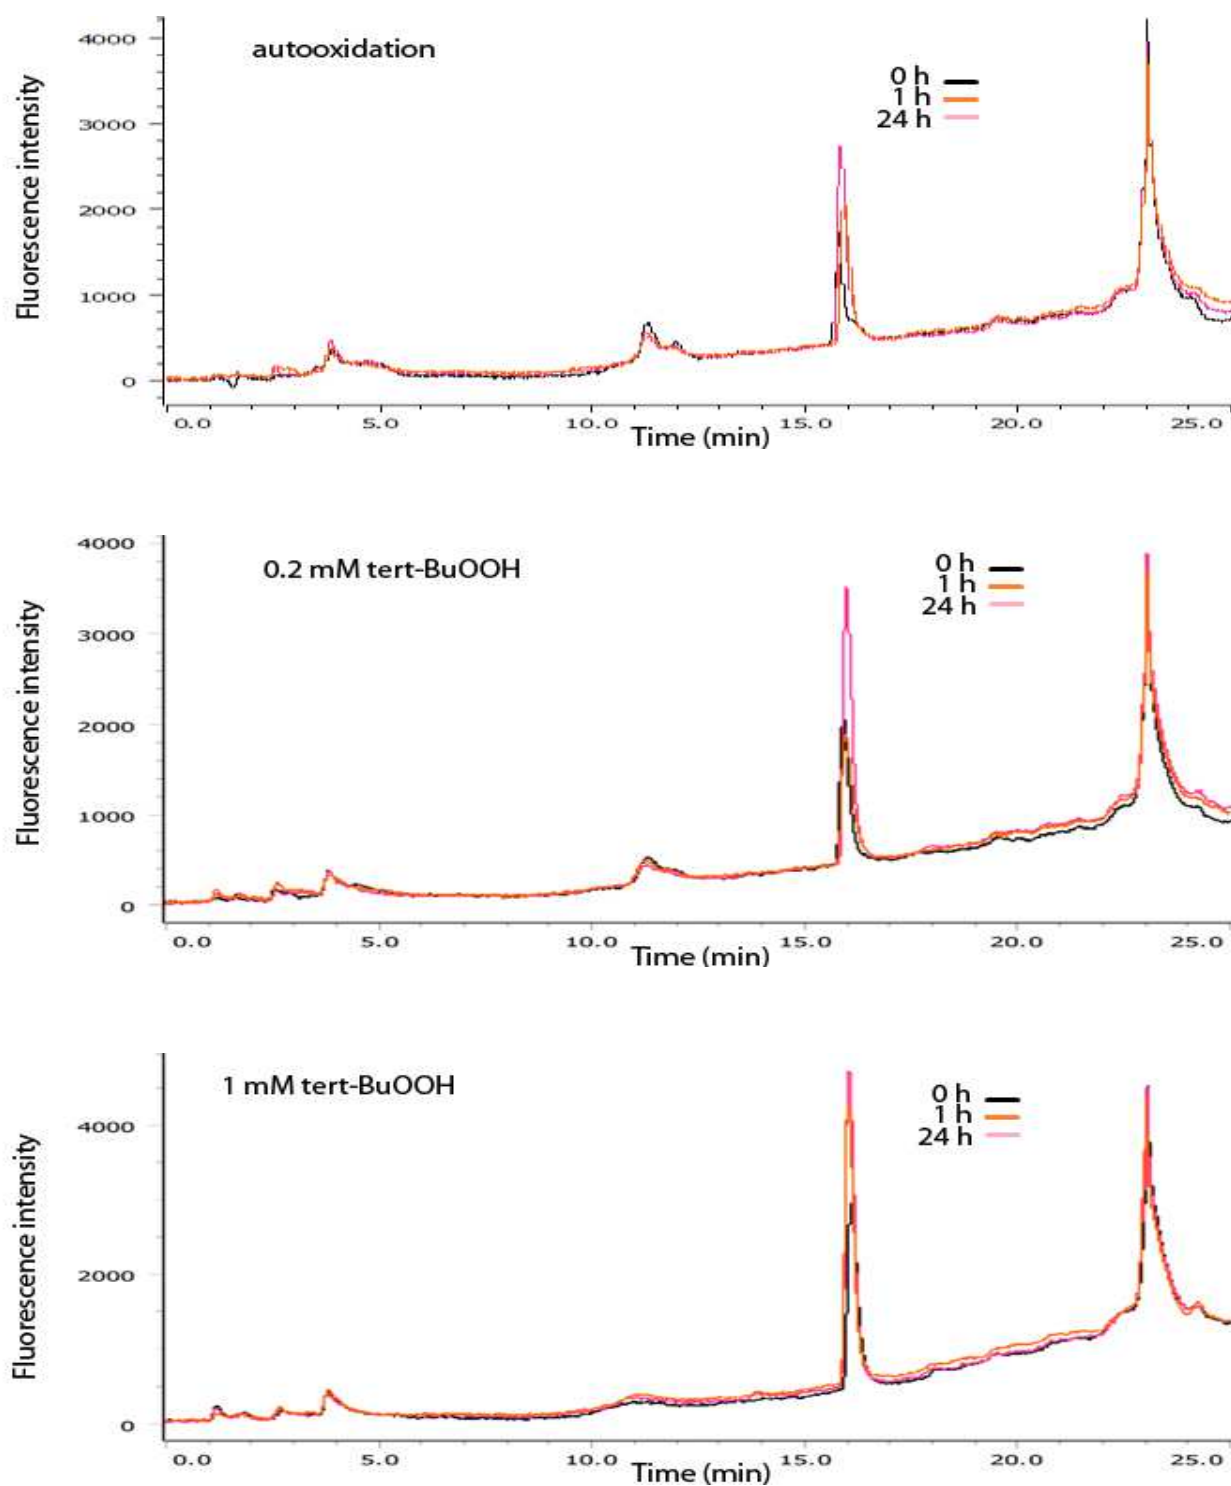 autooxidation
0 h
1 h
24 h
Fluorescence intensity
4000
3000
2000
1000
0
0.0 5.0 10.0 15.0 20.0 25.0
Time (min)
0.2 mM tert-BuOOH
0 h
1 h
24 h
Fluorescence intensity
4000
3000
2000
1000
0
0.0 5.0 10.0 15.0 20.0 25.0
Time (min)
1 mM tert-BuOOH
0 h
1 h
24 h
Fluorescence intensity
4000
2000
0
0.0 5.0 10.0 15.0 20.0 25.0
Time (min)